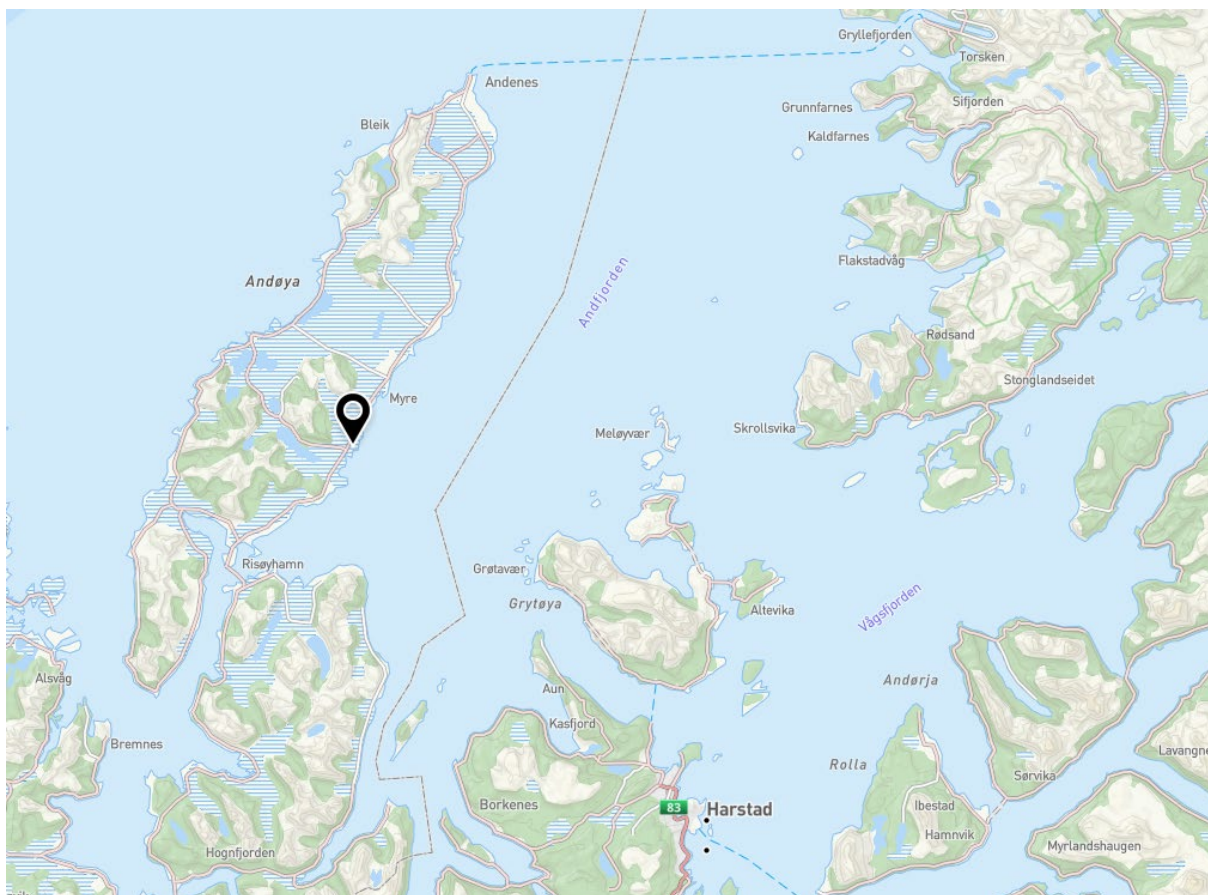 Gryllefjorden
Torsken
Andenes
Sifjorden
Grunnfarnes
Bleik
Kaldfarnes
Flakstadvåg
Andøya
Andfjorden
Rødsand
Stonglandseidet
Myre
Skrollsvika
Meløyvær
Risøyhamn
Grøtavær
Grytøya
Altevika
Vågsfjorden
Alsvåg
Andørja
Aun
Kasfjord
Bremnes
Lavangne
Rolla
Sørvika
Borkenes
83
Harstad
Ibestad
Hamnvik
Myrlandshaugen
Hognfjorden